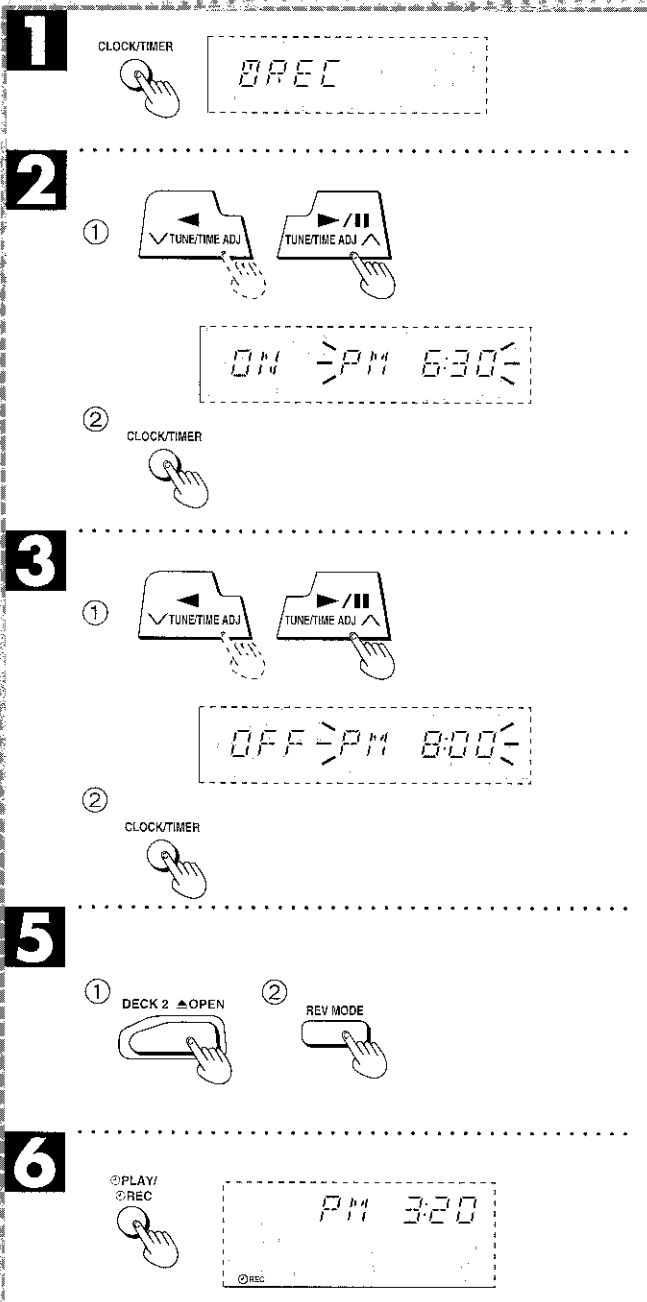 1
CLOCK/TIMER
⏲REC
2
①
◄ ►/II
∨ TUNE/TIME ADJ TUNE/TIME ADJ ∧
ON PM 6:30
②
CLOCK/TIMER
3
①
◄ ►/II
∨ TUNE/TIME ADJ TUNE/TIME ADJ ∧
OFF PM 8:00
②
CLOCK/TIMER
5
① DECK 2 ▲OPEN ② REV MODE
6
⏲PLAY/
⏲REC
PM 3:20
⏲REC